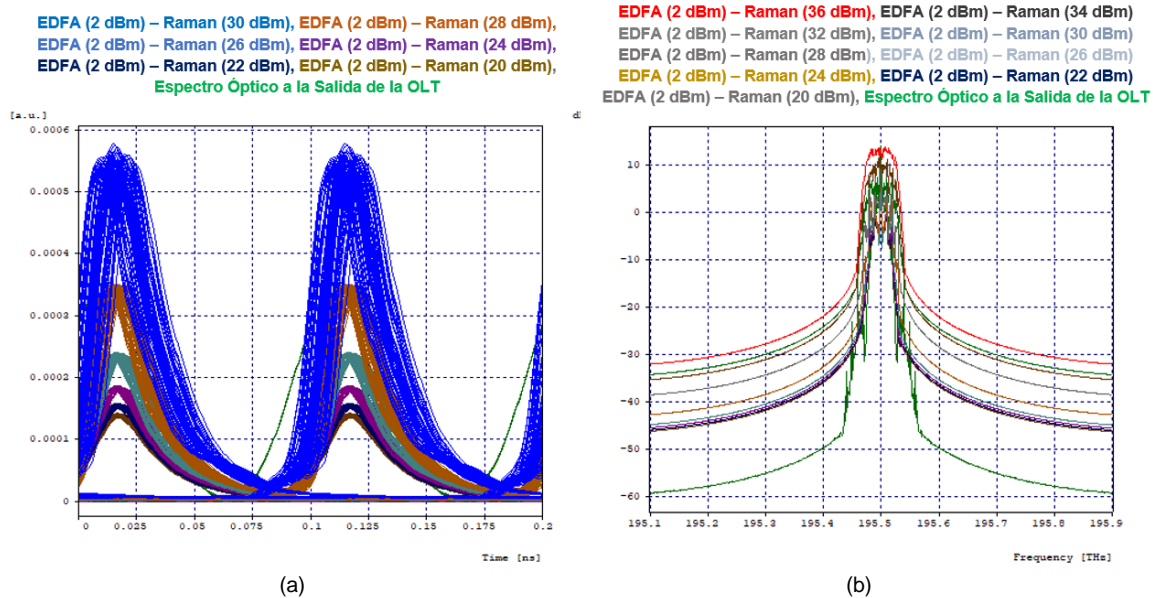 EDFA (2 dBm) – Raman (30 dBm), EDFA (2 dBm) – Raman (28 dBm),
EDFA (2 dBm) – Raman (26 dBm), EDFA (2 dBm) – Raman (24 dBm),
EDFA (2 dBm) – Raman (22 dBm), EDFA (2 dBm) – Raman (20 dBm),
Espectro Óptico a la Salida de la OLT
[a.u.]
0.0006
0.0005
0.0004
0.0003
0.0002
0.0001
0
0 0.025 0.05 0.075 0.1 0.125 0.15 0.175 0.2
Time [ns]
(a)
EDFA (2 dBm) – Raman (36 dBm), EDFA (2 dBm) – Raman (34 dBm)
EDFA (2 dBm) – Raman (32 dBm), EDFA (2 dBm) – Raman (30 dBm)
EDFA (2 dBm) – Raman (28 dBm), EDFA (2 dBm) – Raman (26 dBm)
EDFA (2 dBm) – Raman (24 dBm), EDFA (2 dBm) – Raman (22 dBm)
EDFA (2 dBm) – Raman (20 dBm), Espectro Óptico a la Salida de la OLT
10
0
-10
-20
-30
-40
-50
-60
195.1 195.2 195.3 195.4 195.5 195.6 195.7 195.8 195.9
Frequency [THz]
(b)